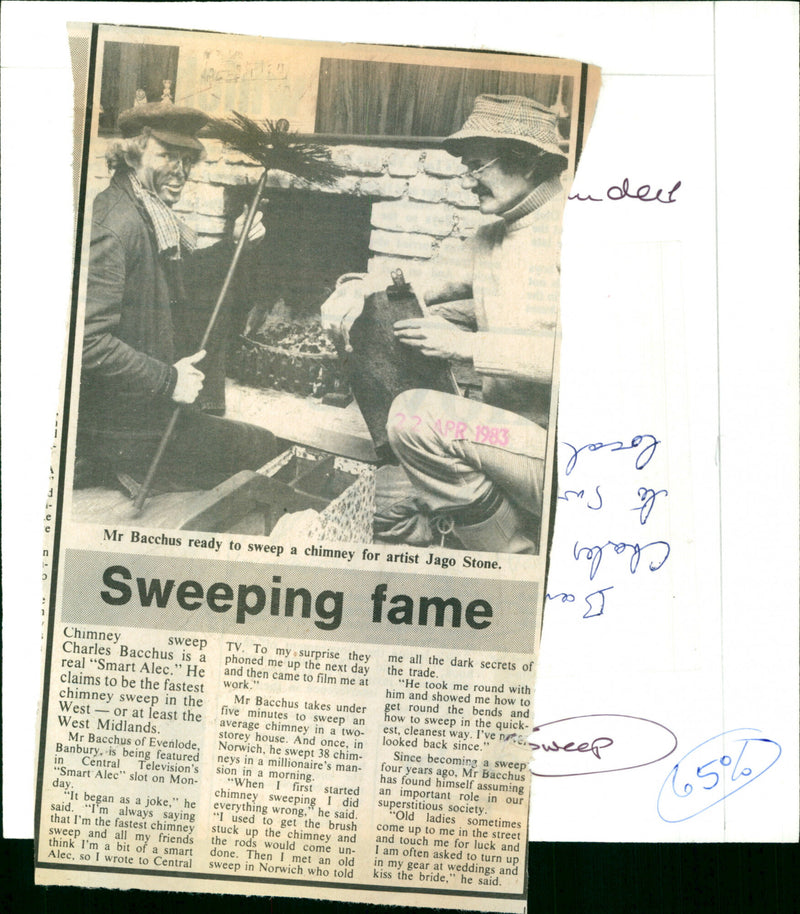 22 APR 1983
Mr Bacchus ready to sweep a chimney for artist Jago Stone.
Sweeping fame
Chimney sweep
Charles Bacchus is a
real "Smart Alec." He
claims to be the fastest
chimney sweep in the
West — or at least the
West Midlands.
Mr Bacchus of Evenlode,
Banbury, is being featured
in Central Television's
"Smart Alec" slot on Mon-
day.
"It began as a joke," he
said. "I'm always saying
that I'm the fastest chimney
sweep and all my friends
think I'm a bit of a smart
Alec, so I wrote to Central
TV. To my surprise they
phoned me up the next day
and then came to film me at
work."
Mr Bacchus takes under
five minutes to sweep an
average chimney in a two-
storey house. And once, in
Norwich, he swept 38 chim-
neys in a millionaire's man-
sion in a morning.
"When I first started
chimney sweeping I did
everything wrong," he said.
"I used to get the brush
stuck up the chimney and
the rods would come un-
done. Then I met an old
sweep in Norwich who told
me all the dark secrets of
the trade.
"He took me round with
him and showed me how to
get round the bends and
how to sweep in the quick-
est, cleanest way. I've
looked back since."
Since becoming a sweep
four years ago, Mr Bacchus
has found himself assuming
an important role in our
superstitious society.
"Old ladies sometimes
come up to me in the street
and touch me for luck and
I am often asked to turn up
in my gear at weddings and
kiss the bride," he said.
local
Charles
Sweep
65%